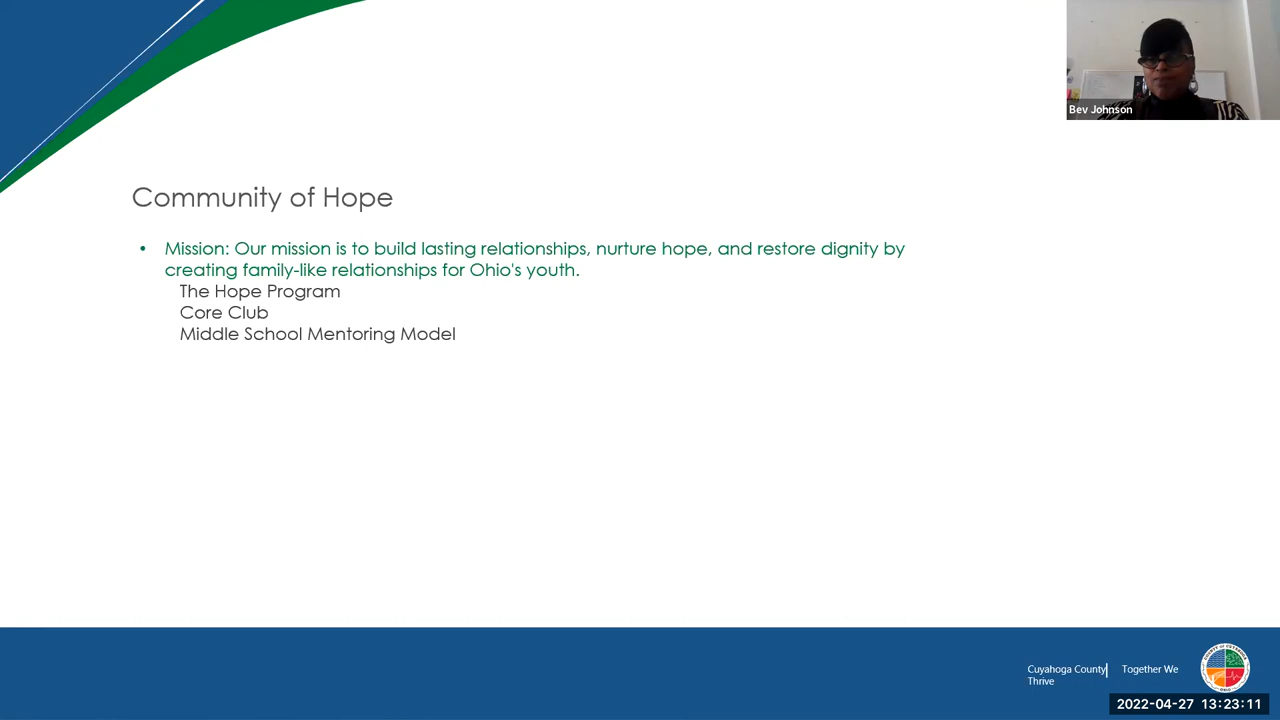 Bev Johnson
Community of Hope
• Mission: Our mission is to build lasting relationships, nurture hope, and restore dignity by
creating family-like relationships for Ohio's youth.
The Hope Program
Core Club
Middle School Mentoring Model
Cuyahoga County| Together We
Thrive
2022-04-27 13:23:11